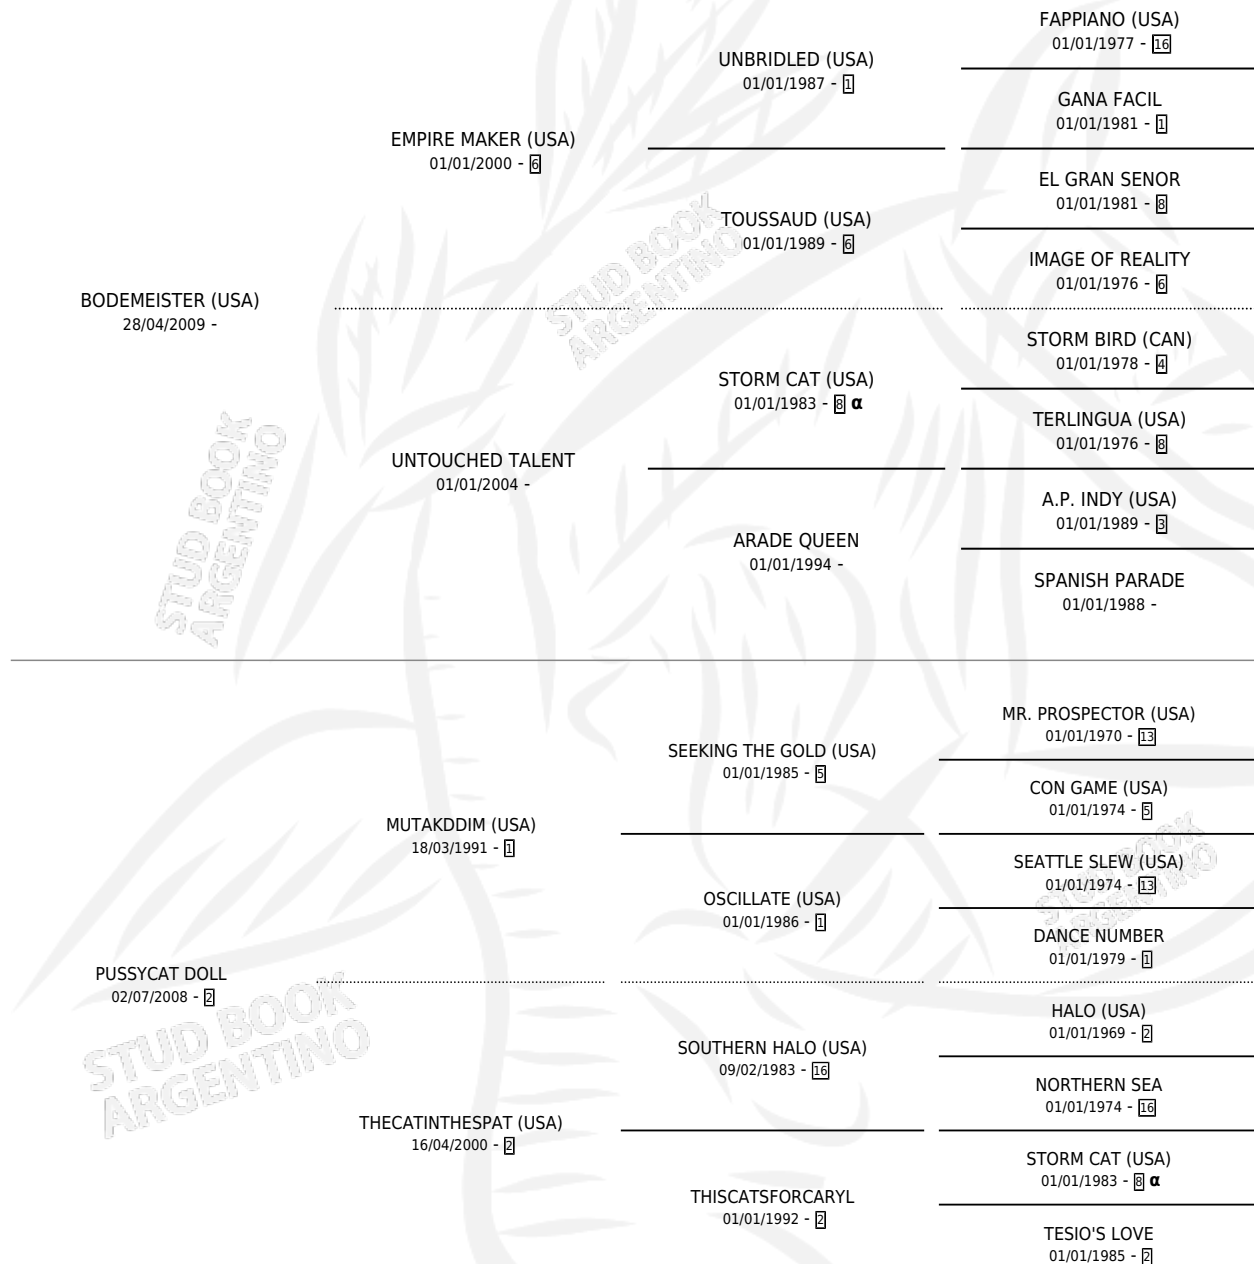 FAPPIANO (USA)
01/01/1977 - 16
UNBRIDLED (USA)
01/01/1987 - 1
GANA FACIL
01/01/1981 - 1
EMPIRE MAKER (USA)
01/01/2000 - 6
EL GRAN SENOR
01/01/1981 - 8
TOUSSAUD (USA)
01/01/1989 - 6
IMAGE OF REALITY
01/01/1976 - 6
BODEMEISTER (USA)
28/04/2009 -
STORM BIRD (CAN)
01/01/1978 - 4
STORM CAT (USA)
01/01/1983 - 8 α
TERLINGUA (USA)
01/01/1976 - 8
UNTOUCHED TALENT
01/01/2004 -
A.P. INDY (USA)
01/01/1989 - 3
ARADE QUEEN
01/01/1994 -
SPANISH PARADE
01/01/1988 -
MR. PROSPECTOR (USA)
01/01/1970 - 13
SEEKING THE GOLD (USA)
01/01/1985 - 5
CON GAME (USA)
01/01/1974 - 5
MUTAKDDIM (USA)
18/03/1991 - 1
SEATTLE SLEW (USA)
01/01/1974 - 13
OSCILLATE (USA)
01/01/1986 - 1
DANCE NUMBER
01/01/1979 - 1
PUSSYCAT DOLL
02/07/2008 - 2
HALO (USA)
01/01/1969 - 2
SOUTHERN HALO (USA)
09/02/1983 - 16
NORTHERN SEA
01/01/1974 - 16
THECATINTHESPAT (USA)
16/04/2000 - 2
STORM CAT (USA)
01/01/1983 - 8 α
THISCATSFORCARYL
01/01/1992 - 2
TESIO'S LOVE
01/01/1985 - 2
STUD BOOK
ARGENTINO
STUD BOOK
ARGENTINO
STUD BOOK
ARGENTINO
STUD BOOK
ARGENTINO